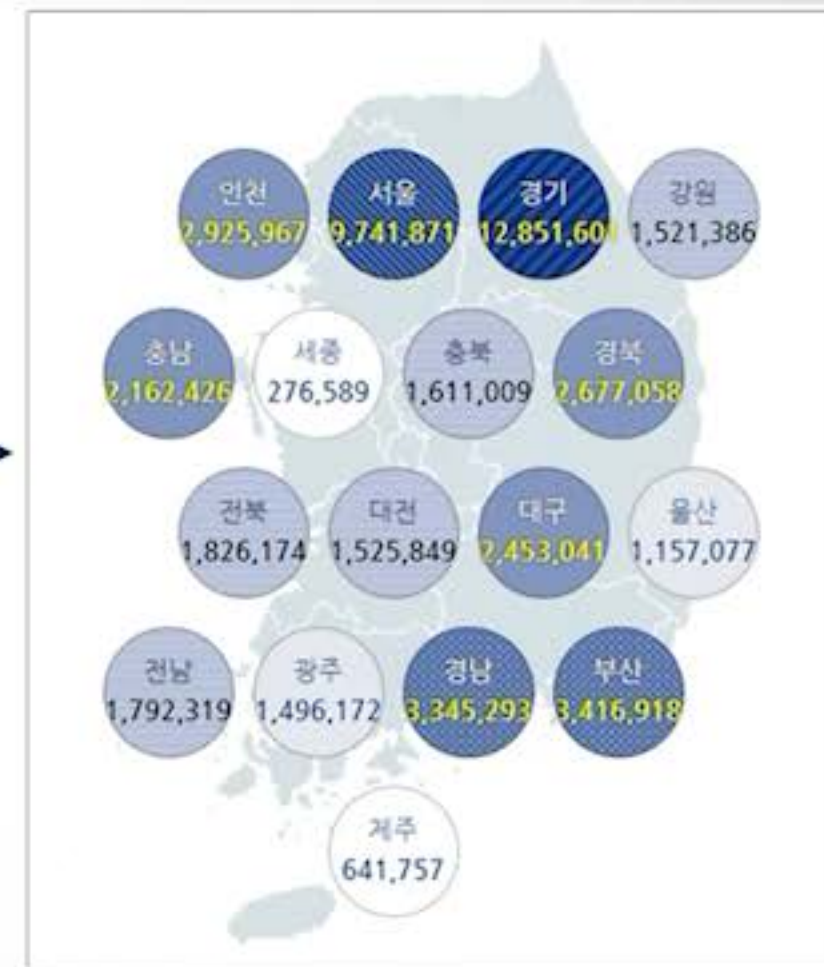 인천
2,925,967
서울
9,741,871
경기
강원
1,521,386
충남
2,162,426
세종
276,589
충북
1,611,009
경북
2,677,058
전북
1,826,174
대전
1,525,849
대구
2,453,041
울산
1,157,077
전남
1,792,319
광주
1,496,172
경남
3,345,293
부산
3,416,918
제주
641,757